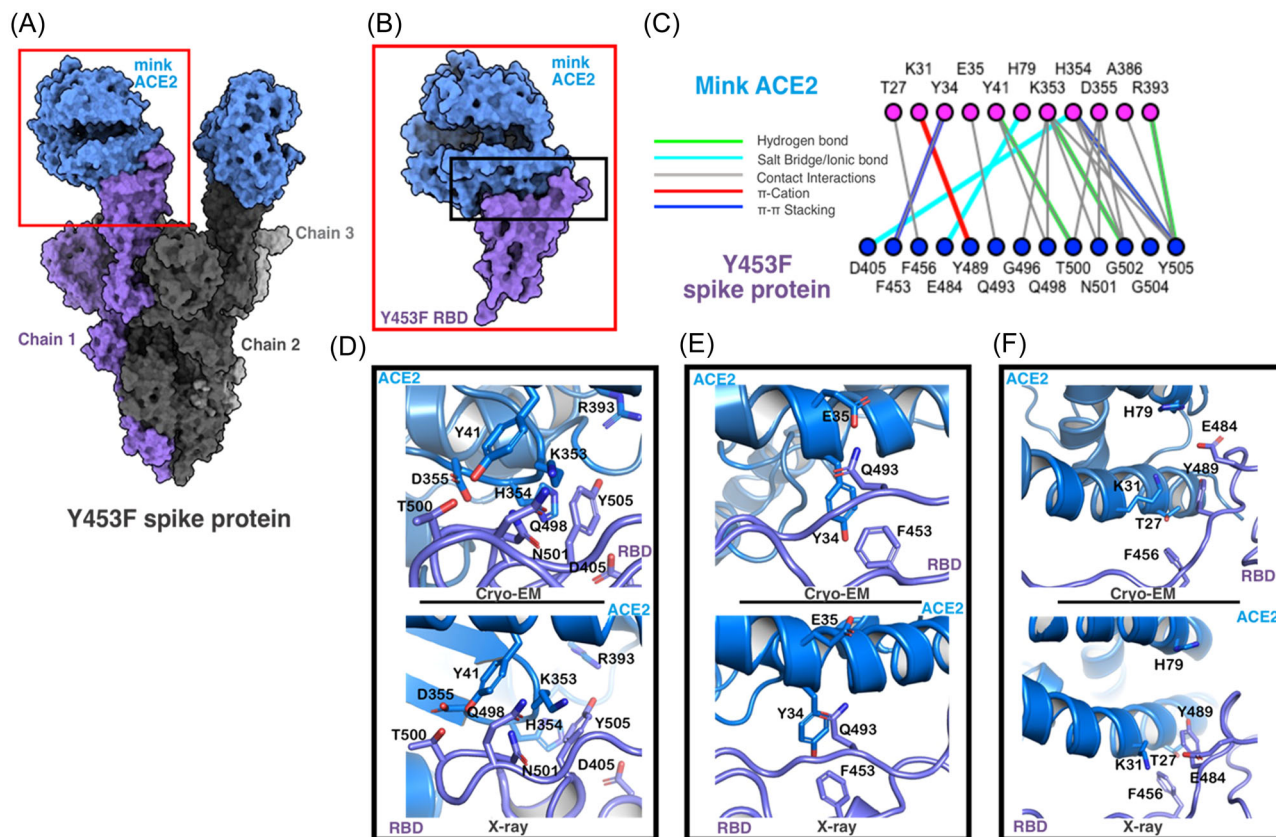 (A)
mink
ACE2
Chain 3
Chain 1
Chain 2
Y453F spike protein
(B)
mink
ACE2
Y453F RBD
(C)
Mink ACE2
K31 E35 H79 H354 A386
T27 Y34 Y41 K353 D355 R393
Hydrogen bond
Salt Bridge/Ionic bond
Contact Interactions
π-Cation
π-π Stacking
Y453F
spike protein
D405 F456 Y489 G496 T500 G502 Y505
F453 E484 Q493 Q498 N501 G504
(D)
ACE2
R393
Y41
K353
D355
H354
Y505
T500
Q498
N501
RBD
D405
Cryo-EM
ACE2
R393
Y41
K353
D355
Q498
H354
Y505
T500
N501
D405
RBD
X-ray
(E)
ACE2
E35
Q493
Y34
F453
RBD
Cryo-EM
ACE2
E35
Y34
Q493
F453
RBD
X-ray
(F)
ACE2
H79
E484
Y489
K31
T27
F456
RBD
Cryo-EM
ACE2
H79
Y489
K31
T27
E484
F456
RBD
X-ray